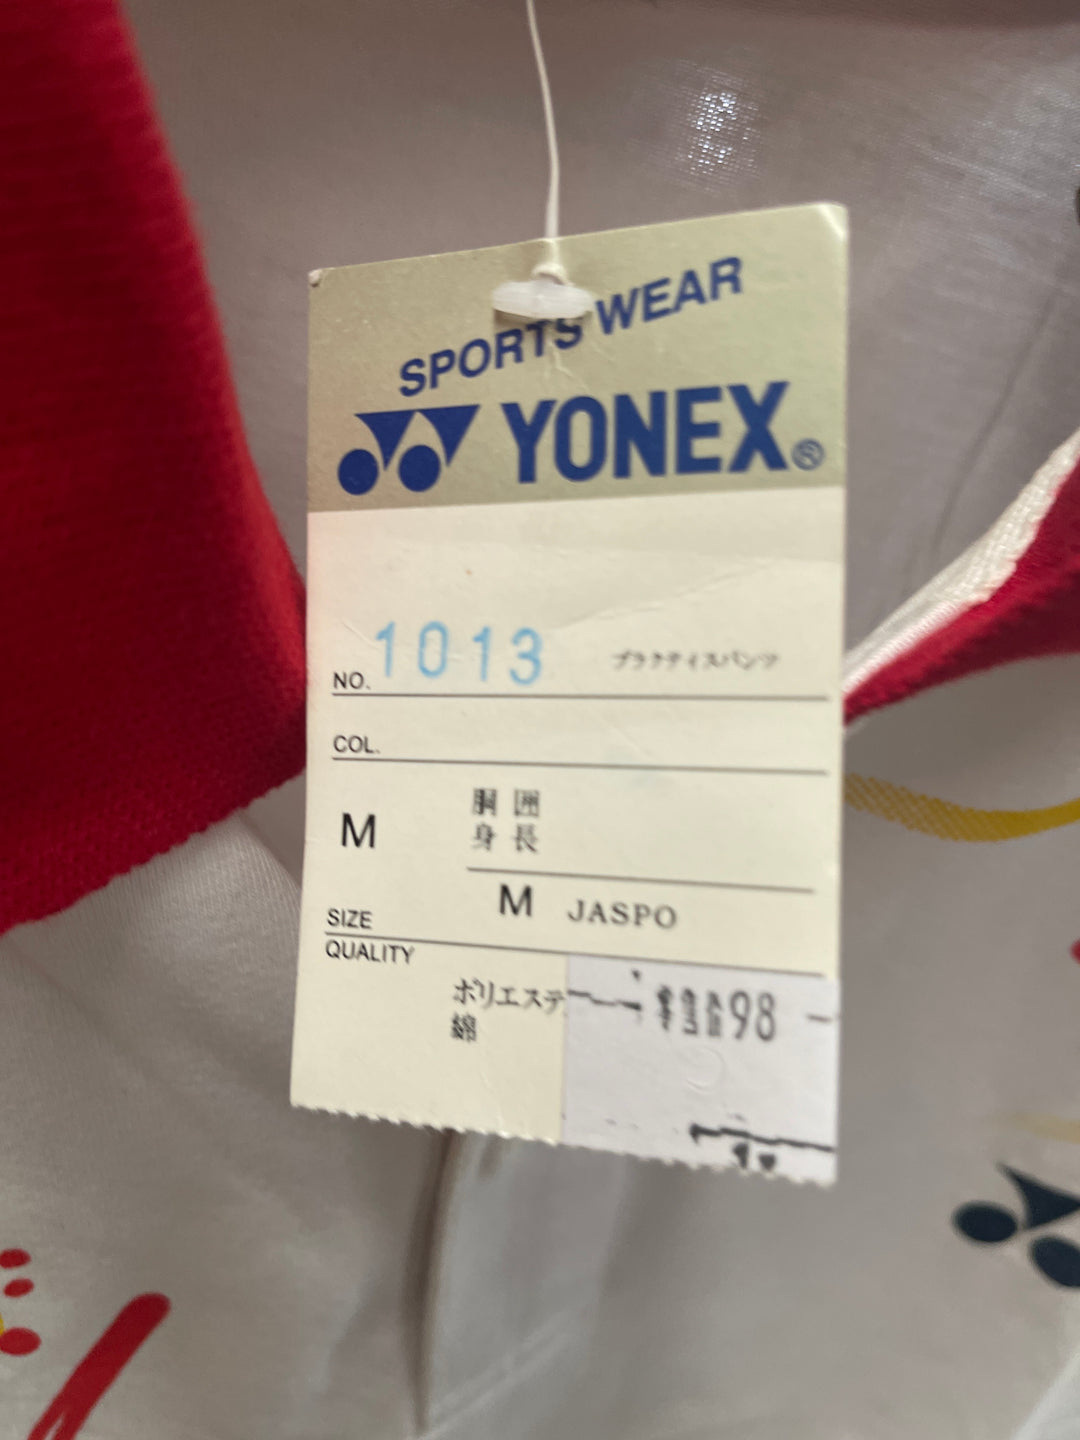 SPORTS WEAR
YONEX®
NO. 1013 プラクティスパンツ
COL.
M
胴囲
身長
SIZE
M JASPO
QUALITY
ポリエステ
綿
98